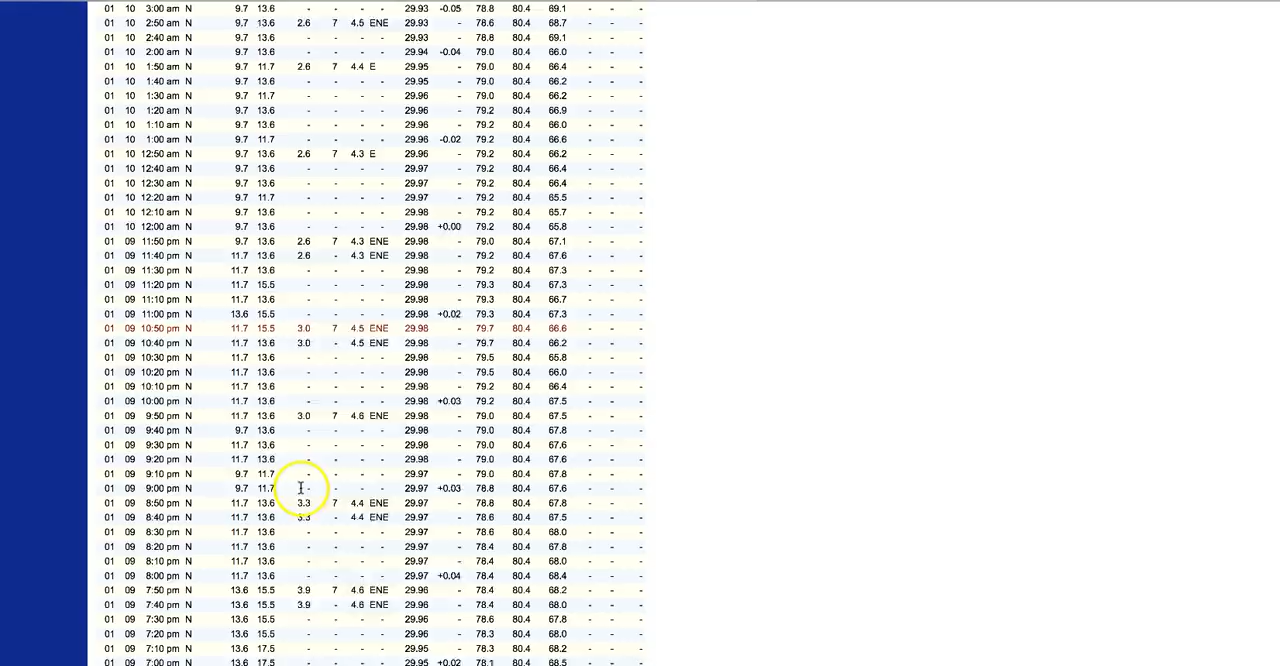 01 10 3:00 am N 9.7 13.6 - - - - 29.93 -0.05 78.8 80.4 69.1 - - -
01 10 2:50 am N 9.7 13.6 2.6 7 4.5 ENE 29.93 - 78.6 80.4 68.7 - - -
01 10 2:40 am N 9.7 13.6 - - - - 29.93 - 78.8 80.4 69.1 - - -
01 10 2:00 am N 9.7 13.6 - - - - 29.94 -0.04 79.0 80.4 66.0 - - -
01 10 1:50 am N 9.7 11.7 2.6 7 4.4 E 29.95 - 79.0 80.4 66.4 - - -
01 10 1:40 am N 9.7 13.6 - - - - 29.95 - 79.0 80.4 66.2 - - -
01 10 1:30 am N 9.7 11.7 - - - - 29.96 - 79.0 80.4 66.2 - - -
01 10 1:20 am N 9.7 13.6 - - - - 29.96 - 79.2 80.4 66.9 - - -
01 10 1:10 am N 9.7 13.6 - - - - 29.96 - 79.2 80.4 66.0 - - -
01 10 1:00 am N 9.7 11.7 - - - - 29.96 -0.02 79.2 80.4 66.6 - - -
01 10 12:50 am N 9.7 13.6 2.6 7 4.3 E 29.96 - 79.2 80.4 66.2 - - -
01 10 12:40 am N 9.7 13.6 - - - - 29.97 - 79.2 80.4 66.4 - - -
01 10 12:30 am N 9.7 13.6 - - - - 29.97 - 79.2 80.4 66.4 - - -
01 10 12:20 am N 9.7 11.7 - - - - 29.97 - 79.2 80.4 65.5 - - -
01 10 12:10 am N 9.7 13.6 - - - - 29.98 - 79.2 80.4 65.7 - - -
01 10 12:00 am N 9.7 13.6 - - - - 29.98 +0.00 79.2 80.4 65.8 - - -
01 09 11:50 pm N 9.7 13.6 2.6 7 4.3 ENE 29.98 - 79.0 80.4 67.1 - - -
01 09 11:40 pm N 11.7 13.6 2.6 - 4.3 ENE 29.98 - 79.2 80.4 67.6 - - -
01 09 11:30 pm N 11.7 13.6 - - - - 29.98 - 79.2 80.4 67.3 - - -
01 09 11:20 pm N 11.7 15.5 - - - - 29.98 - 79.3 80.4 67.3 - - -
01 09 11:10 pm N 11.7 13.6 - - - - 29.98 - 79.3 80.4 66.7 - - -
01 09 11:00 pm N 13.6 15.5 - - - - 29.98 +0.02 79.3 80.4 67.3 - - -
01 09 10:50 pm N 11.7 15.5 3.0 7 4.5 ENE 29.98 - 79.7 80.4 66.6 - - -
01 09 10:40 pm N 11.7 13.6 3.0 - 4.5 ENE 29.98 - 79.7 80.4 66.2 - - -
01 09 10:30 pm N 11.7 13.6 - - - - 29.98 - 79.5 80.4 65.8 - - -
01 09 10:20 pm N 11.7 13.6 - - - - 29.98 - 79.5 80.4 66.0 - - -
01 09 10:10 pm N 11.7 13.6 - - - - 29.98 - 79.2 80.4 66.4 - - -
01 09 10:00 pm N 11.7 13.6 - - - - 29.98 +0.03 79.2 80.4 67.5 - - -
01 09 9:50 pm N 11.7 13.6 3.0 7 4.6 ENE 29.98 - 79.0 80.4 67.5 - - -
01 09 9:40 pm N 9.7 13.6 - - - - 29.98 - 79.0 80.4 67.8 - - -
01 09 9:30 pm N 11.7 13.6 - - - - 29.98 - 79.0 80.4 67.6 - - -
01 09 9:20 pm N 11.7 13.6 - - - - 29.98 - 79.0 80.4 67.6 - - -
01 09 9:10 pm N 9.7 11.7 - - - - 29.97 - 79.0 80.4 67.8 - - -
01 09 9:00 pm N 9.7 11.7 - - - - 29.97 +0.03 78.8 80.4 67.6 - - -
01 09 8:50 pm N 11.7 13.6 3.3 7 4.4 ENE 29.97 - 78.8 80.4 67.8 - - -
01 09 8:40 pm N 11.7 13.6 3.3 - 4.4 ENE 29.97 - 78.6 80.4 67.5 - - -
01 09 8:30 pm N 11.7 13.6 - - - - 29.97 - 78.6 80.4 68.0 - - -
01 09 8:20 pm N 11.7 13.6 - - - - 29.97 - 78.4 80.4 67.8 - - -
01 09 8:10 pm N 11.7 13.6 - - - - 29.97 - 78.4 80.4 68.0 - - -
01 09 8:00 pm N 11.7 13.6 - - - - 29.97 +0.04 78.4 80.4 68.4 - - -
01 09 7:50 pm N 13.6 15.5 3.9 7 4.6 ENE 29.96 - 78.4 80.4 68.2 - - -
01 09 7:40 pm N 13.6 15.5 3.9 - 4.6 ENE 29.96 - 78.4 80.4 68.0 - - -
01 09 7:30 pm N 13.6 15.5 - - - - 29.96 - 78.6 80.4 67.8 - - -
01 09 7:20 pm N 13.6 15.5 - - - - 29.96 - 78.3 80.4 68.0 - - -
01 09 7:10 pm N 13.6 17.5 - - - - 29.95 - 78.3 80.4 68.2 - - -
01 09 7:00 pm N 13.6 17.5 - - - - 29.95 +0.02 78.1 80.4 68.5 - - -